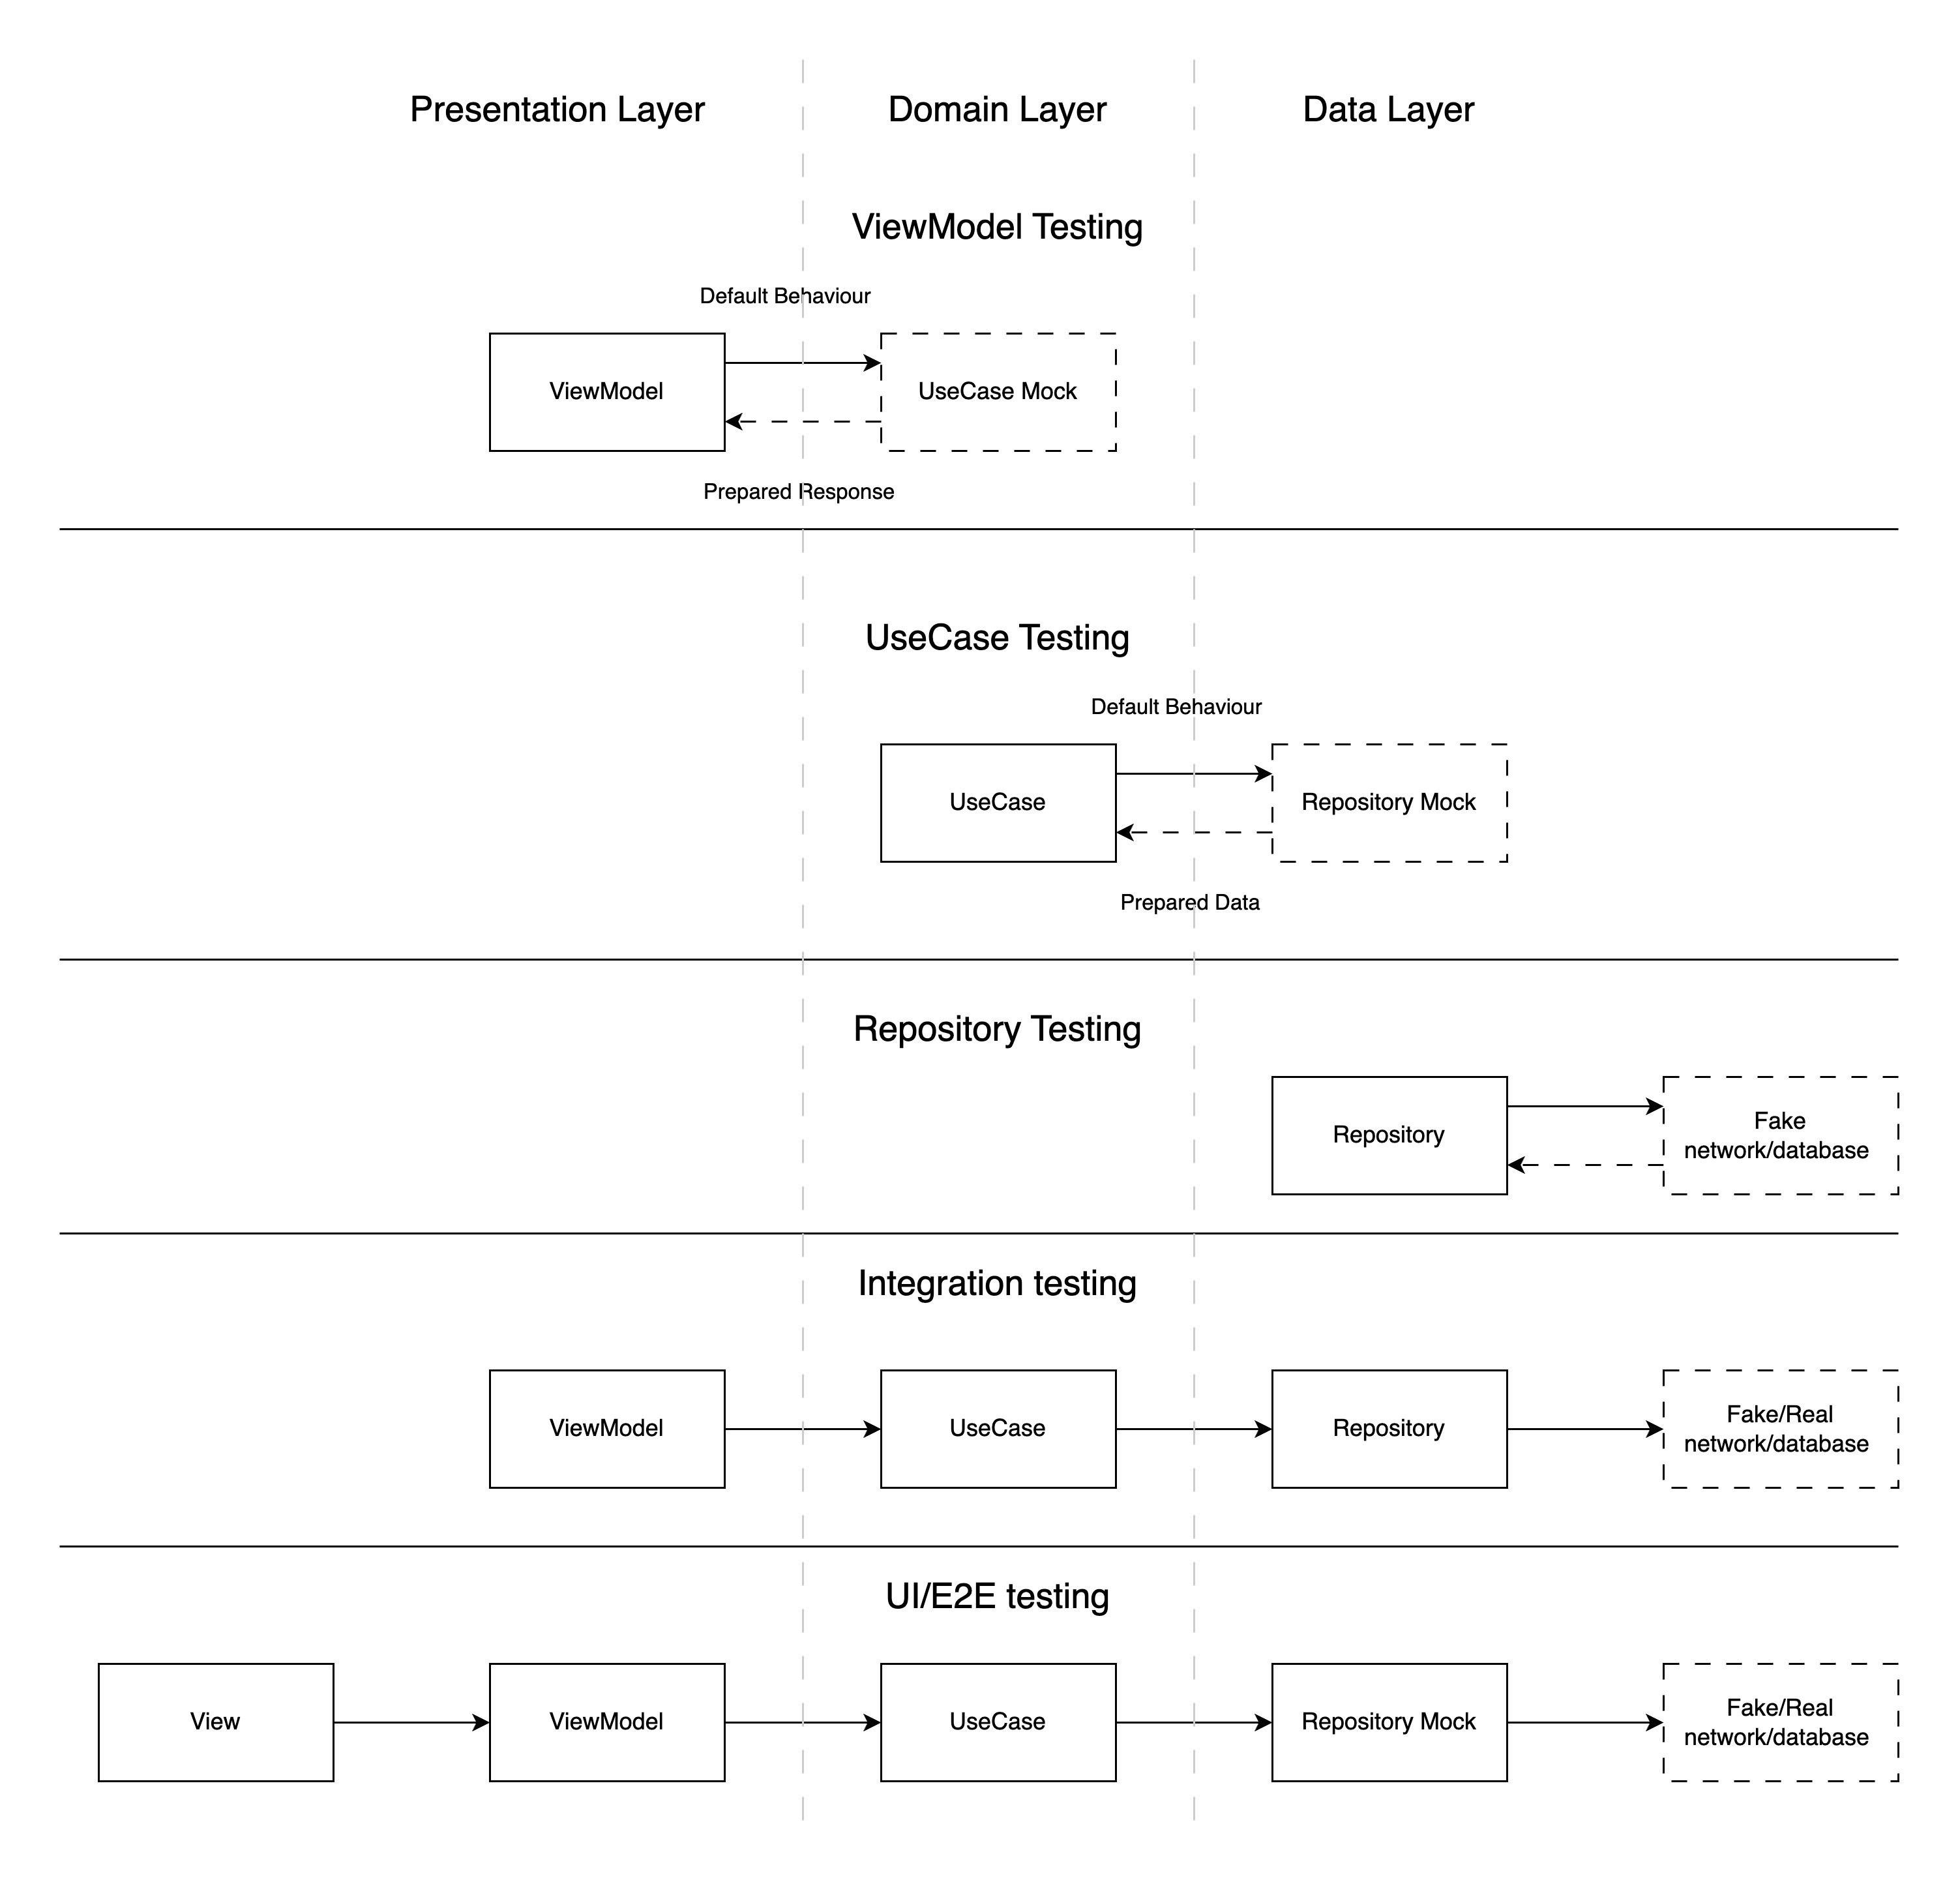 Presentation Layer
Domain Layer
Data Layer
ViewModel Testing
Default Behaviour
ViewModel
UseCase Mock
Prepared Response
UseCase Testing
Default Behaviour
UseCase
Repository Mock
Prepared Data
Repository Testing
Repository
Fake
network/database
Integration testing
ViewModel
UseCase
Repository
Fake/Real
network/database
UI/E2E testing
View
ViewModel
UseCase
Repository Mock
Fake/Real
network/database